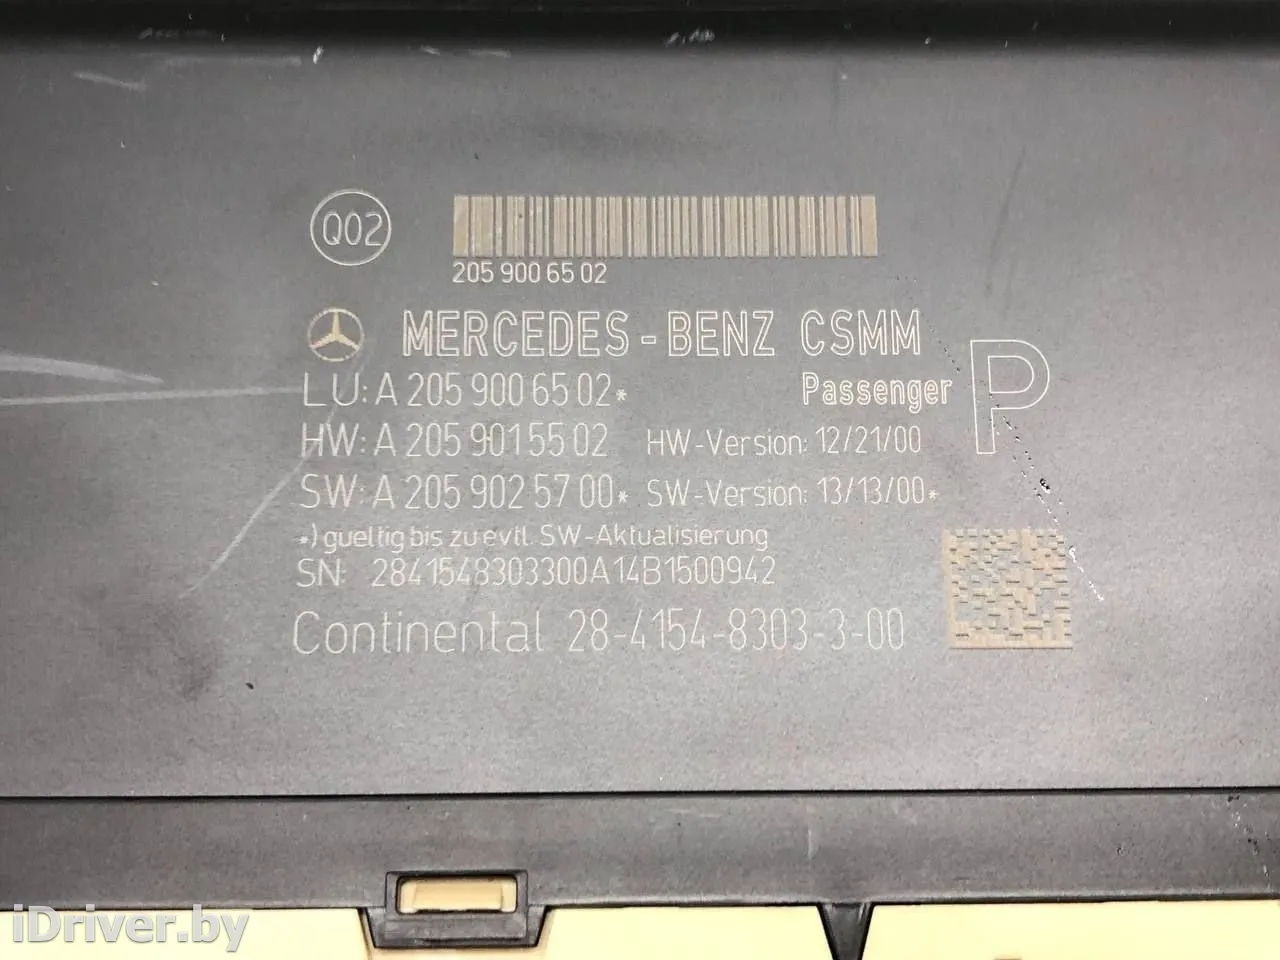 Q02
205 900 65 02
MERCEDES-BENZ CSMM
LU: A 205 900 65 02* Passenger P
HW: A 205 901 55 02 HW-Version: 12/21/00
SW: A 205 902 57 00* SW-Version: 13/13/00*
*) gueltig bis zu evtl. SW-Aktualisierung
SN: 2841548303300A14B1500942
Continental 28-4154-8303-3-00
iDriver.by